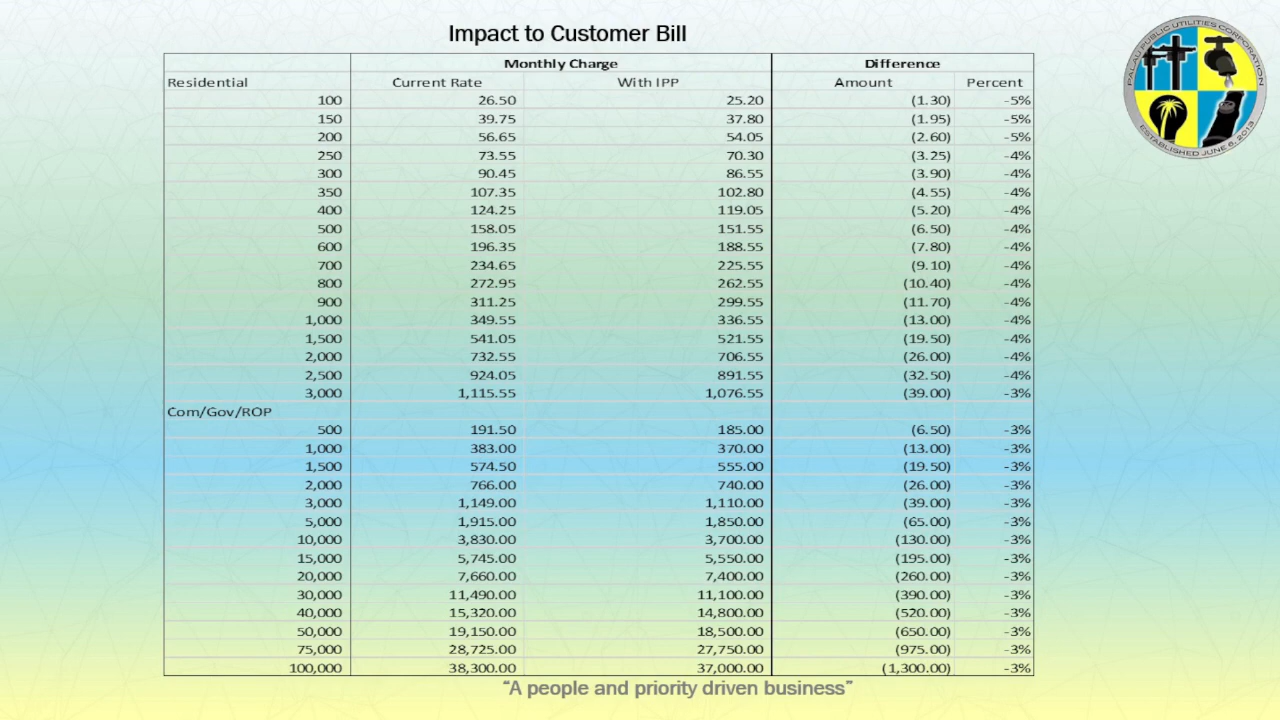 Impact to Customer Bill
PALAU PUBLIC UTILITIES CORPORATION
ESTABLISHED JUNE 6, 2013
Monthly Charge Difference
Residential Current Rate With IPP Amount Percent
100 26.50 25.20 (1.30) -5%
150 39.75 37.80 (1.95) -5%
200 56.65 54.05 (2.60) -5%
250 73.55 70.30 (3.25) -4%
300 90.45 86.55 (3.90) -4%
350 107.35 102.80 (4.55) -4%
400 124.25 119.05 (5.20) -4%
500 158.05 151.55 (6.50) -4%
600 196.35 188.55 (7.80) -4%
700 234.65 225.55 (9.10) -4%
800 272.95 262.55 (10.40) -4%
900 311.25 299.55 (11.70) -4%
1,000 349.55 336.55 (13.00) -4%
1,500 541.05 521.55 (19.50) -4%
2,000 732.55 706.55 (26.00) -4%
2,500 924.05 891.55 (32.50) -4%
3,000 1,115.55 1,076.55 (39.00) -3%
Com/Gov/ROP
500 191.50 185.00 (6.50) -3%
1,000 383.00 370.00 (13.00) -3%
1,500 574.50 555.00 (19.50) -3%
2,000 766.00 740.00 (26.00) -3%
3,000 1,149.00 1,110.00 (39.00) -3%
5,000 1,915.00 1,850.00 (65.00) -3%
10,000 3,830.00 3,700.00 (130.00) -3%
15,000 5,745.00 5,550.00 (195.00) -3%
20,000 7,660.00 7,400.00 (260.00) -3%
30,000 11,490.00 11,100.00 (390.00) -3%
40,000 15,320.00 14,800.00 (520.00) -3%
50,000 19,150.00 18,500.00 (650.00) -3%
75,000 28,725.00 27,750.00 (975.00) -3%
100,000 38,300.00 37,000.00 (1,300.00) -3%
“A people and priority driven business”